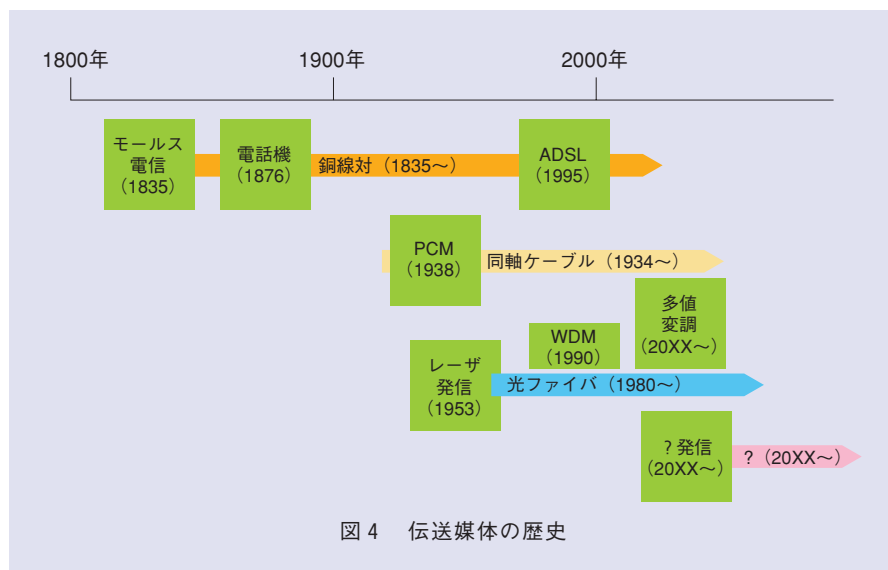 1800年 1900年 2000年
モールス
電信
（1835）
電話機
（1876）
銅線対（1835～）
ADSL
（1995）
PCM
（1938）
同軸ケーブル（1934～）
多値
変調
（20XX～）
WDM
（1990）
レーザ
発信
（1953）
光ファイバ（1980～）
？発信
（20XX～）
？（20XX～）
図4 伝送媒体の歴史